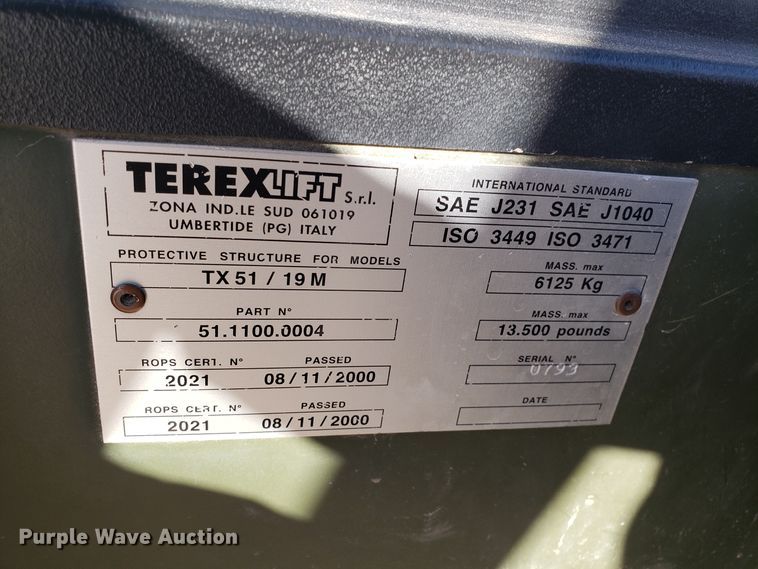 TEREXLIFT S.r.l.
ZONA IND.LE SUD 061019
UMBERTIDE (PG) ITALY
PROTECTIVE STRUCTURE FOR MODELS
TX 51 / 19 M
PART N°
51.1100.0004
ROPS CERT. N° PASSED
2021 08/11/2000
ROPS CERT. N° PASSED
2021 08/11/2000
INTERNATIONAL STANDARD
SAE J231 SAE J1040
ISO 3449 ISO 3471
MASS. max
6125 Kg
MASS. max
13.500 pounds
SERIAL N°
0793
DATE
Purple Wave Auction